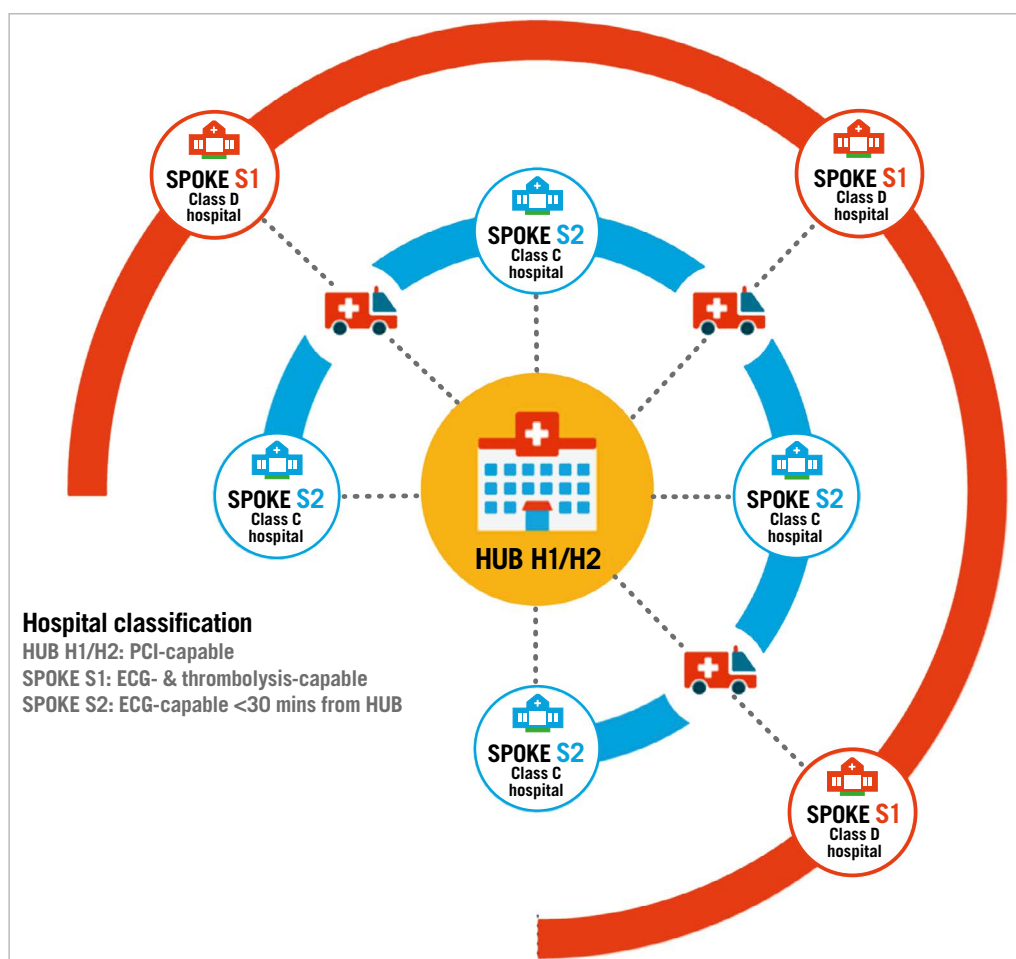 SPOKE S1
Class D
hospital
SPOKE S1
Class D
hospital
SPOKE S2
Class C
hospital
SPOKE S2
Class C
hospital
HUB H1/H2
SPOKE S2
Class C
hospital
Hospital classification
HUB H1/H2: PCI-capable
SPOKE S1: ECG- & thrombolysis-capable
SPOKE S2: ECG-capable <30 mins from HUB
SPOKE S2
Class C
hospital
SPOKE S1
Class D
hospital